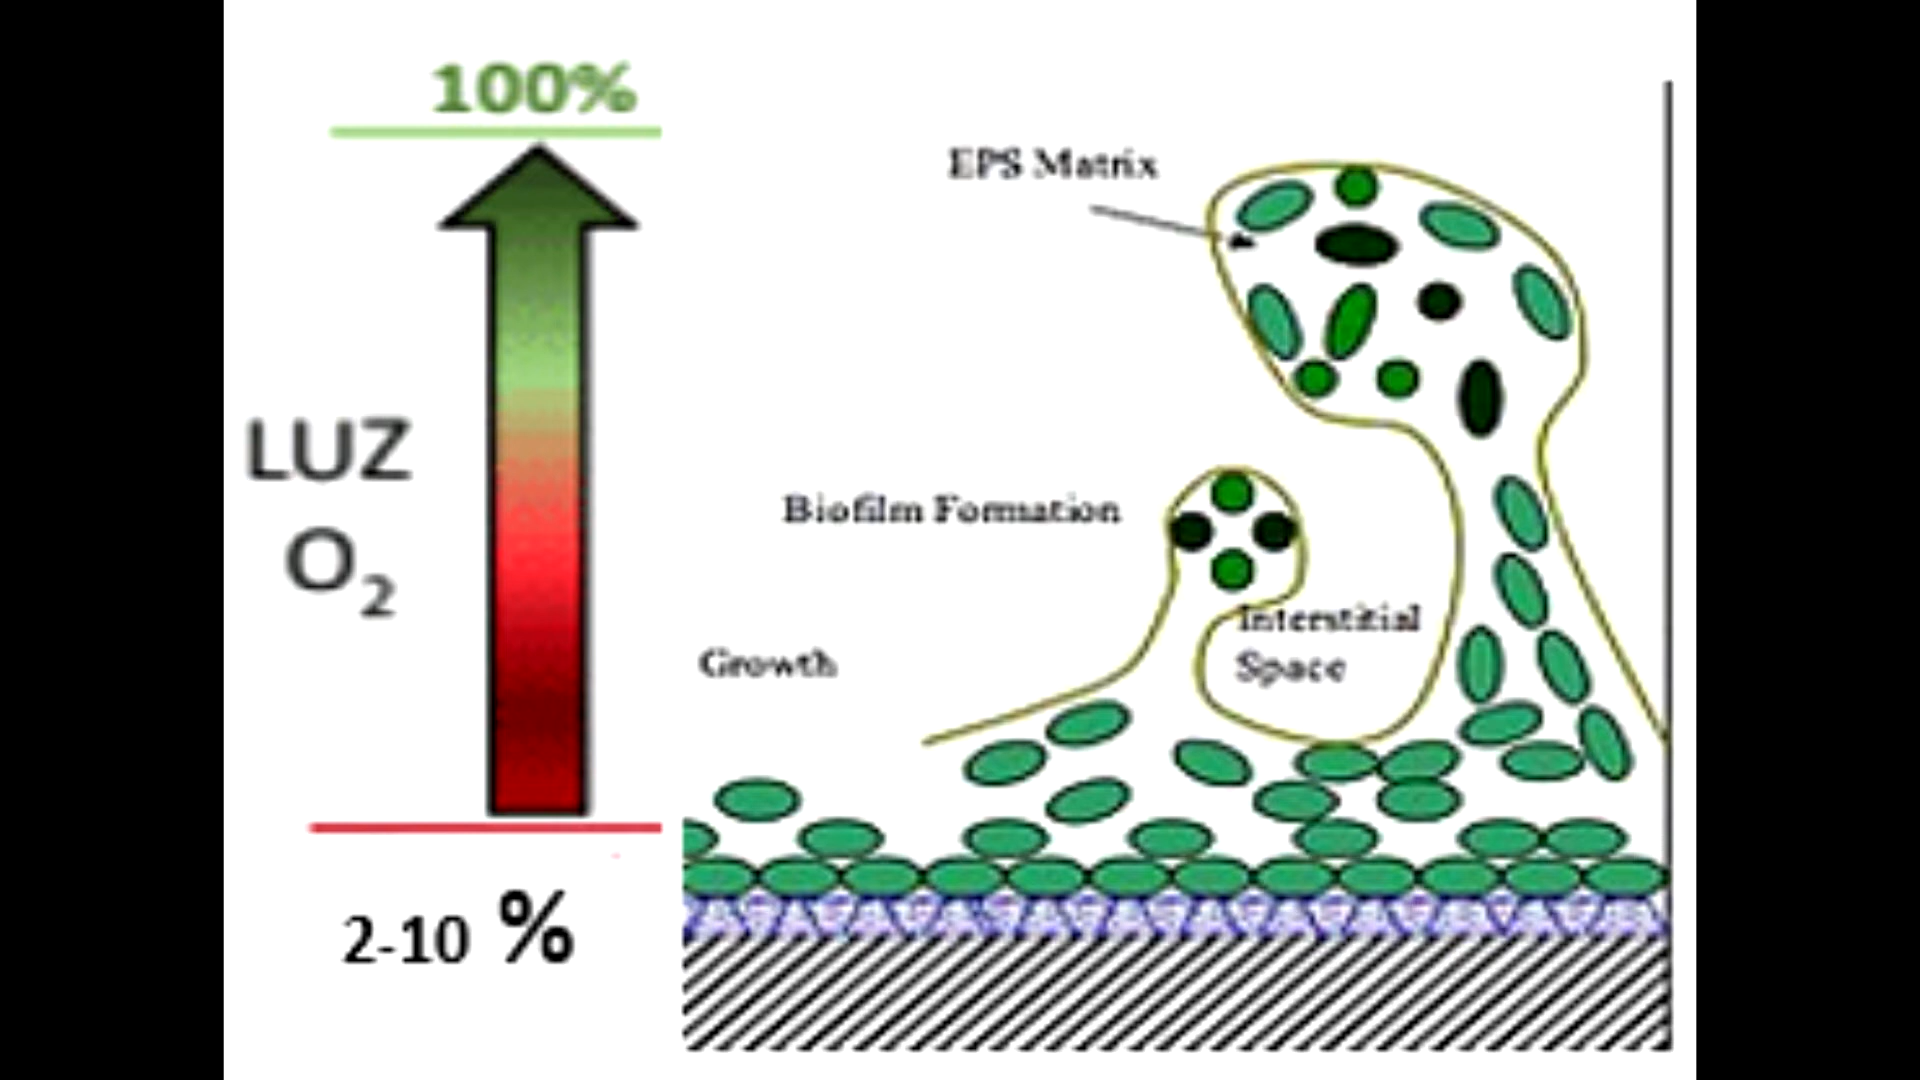 100%
EPS Matrix
LUZ
O₂
Biofilm Formation
Interstitial
Space
Growth
2-10 %